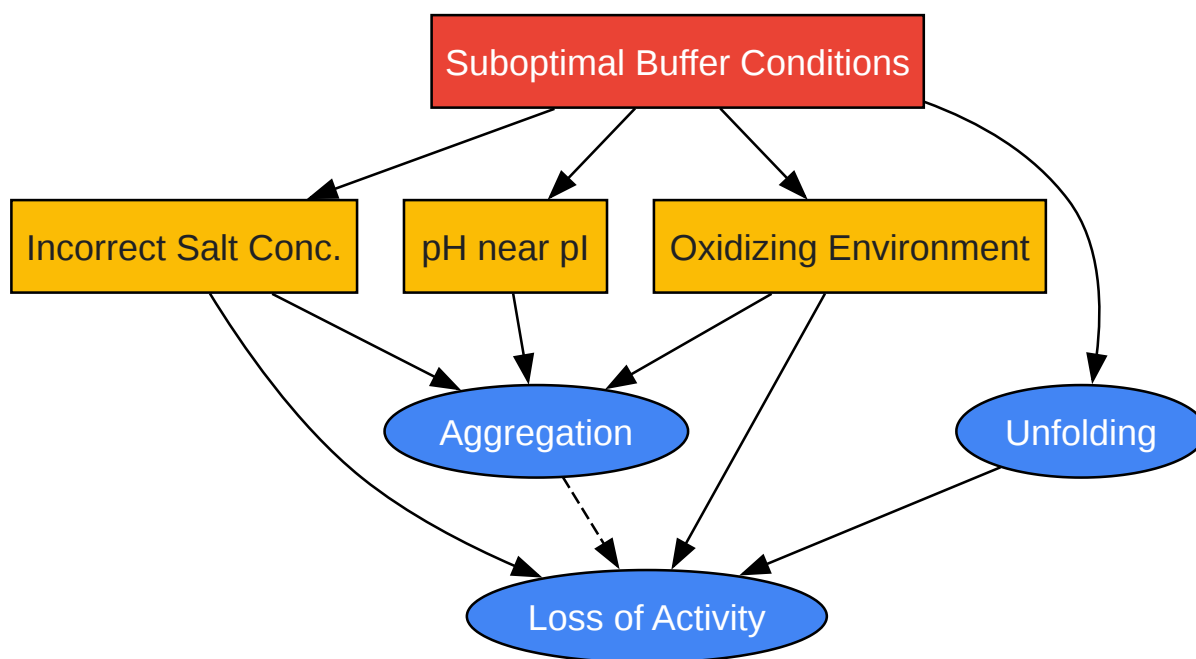 Suboptimal Buffer Conditions
Incorrect Salt Conc.
pH near pI
Oxidizing Environment
Aggregation
Unfolding
Loss of Activity